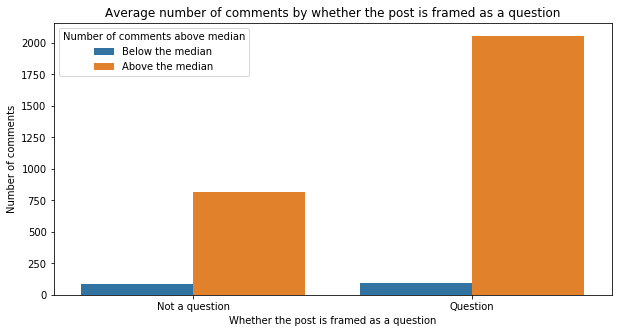 Average number of comments by whether the post is framed as a question
Number of comments above median
Below the median
Above the median
Number of comments
2000
1750
1500
1250
1000
750
500
250
0
Not a question
Question
Whether the post is framed as a question